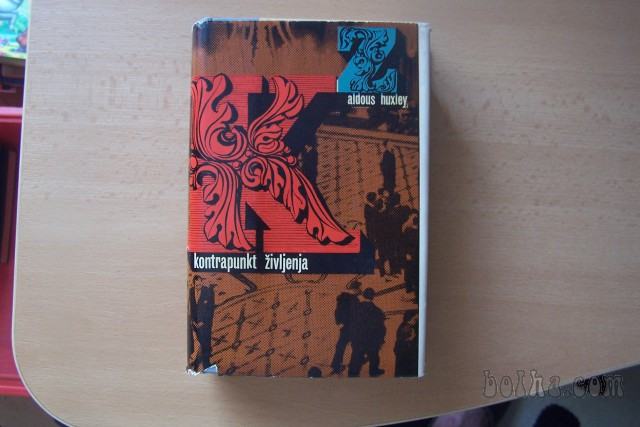 Ž
aldous huxley
K
kontrapunkt življenja
bolha.com